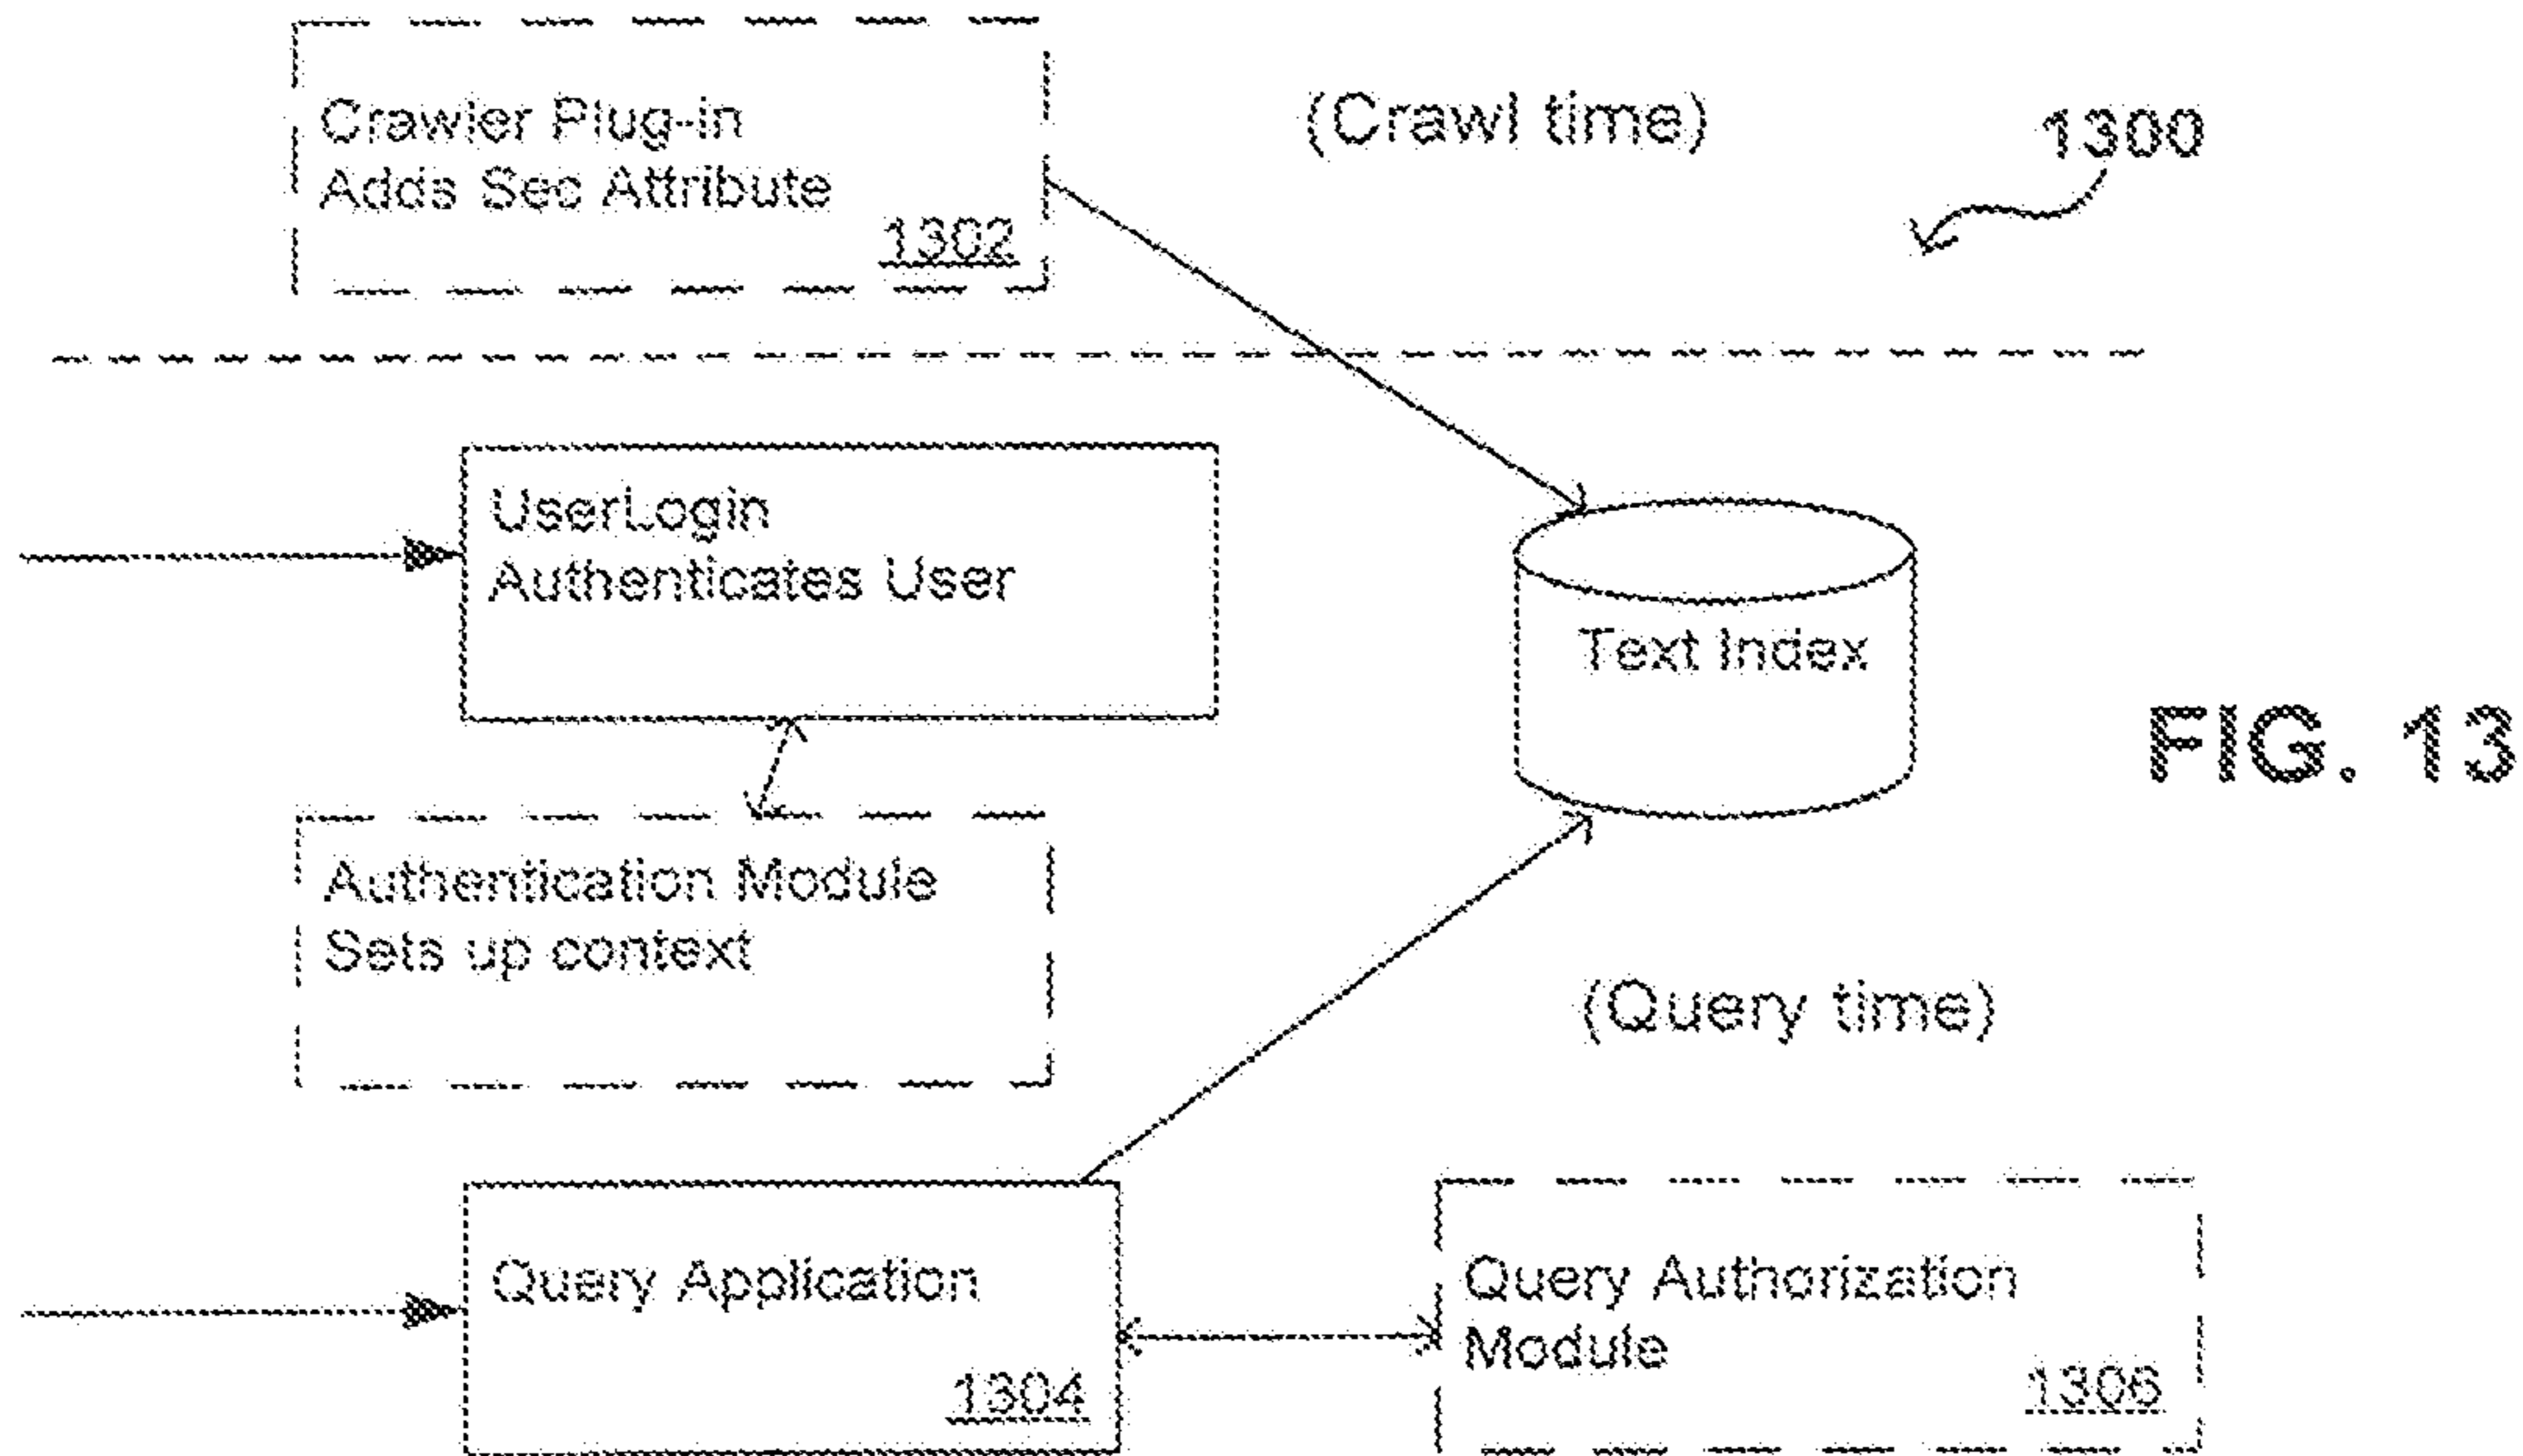 Crawler Plug-in
Adds Sec Attribute
1302
(Crawl time)
1300
UserLogin
Authenticates User
Text Index
FIG. 13
Authentication Module
Sets up context
(Query time)
Query Application
1304
Query Authorization
Module
1306